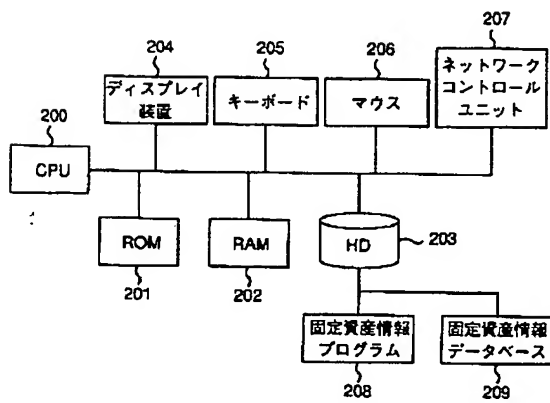 204
205
206
207
ディスプレイ
装置
キーボード
マウス
ネットワーク
コントロール
ユニット
200
CPU
ROM
RAM
HD
203
201
202
固定資産情報
プログラム
固定資産情報
データベース
208
209